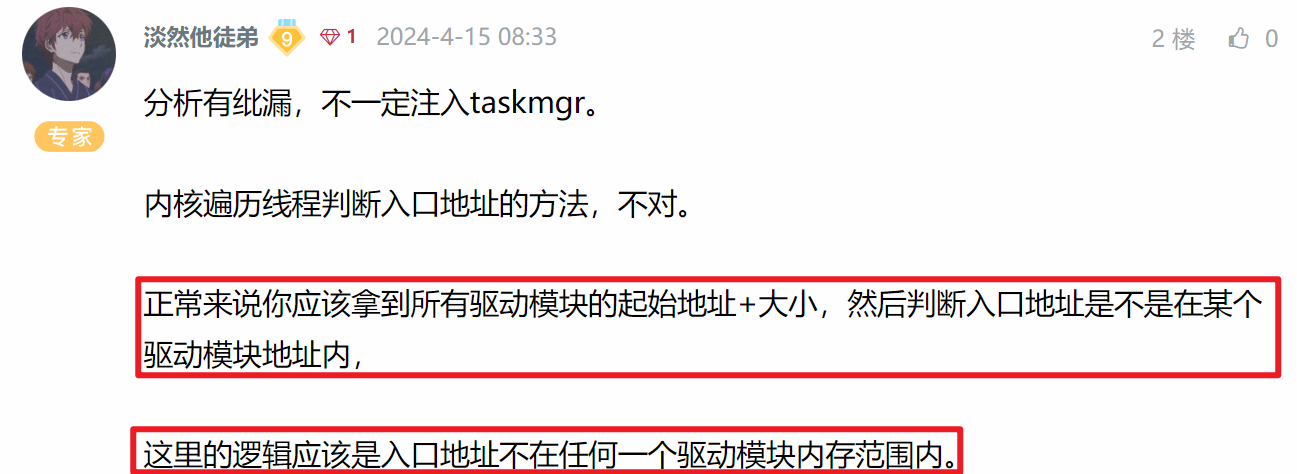 淡然他徒弟 9 1 2024-4-15 08:33 2 楼 0
分析有纰漏，不一定注入taskmgr。
专家
内核遍历线程判断入口地址的方法，不对。
正常来说你应该拿到所有驱动模块的起始地址+大小，然后判断入口地址是不是在某个
驱动模块地址内，
这里的逻辑应该是入口地址不在任何一个驱动模块内存范围内。